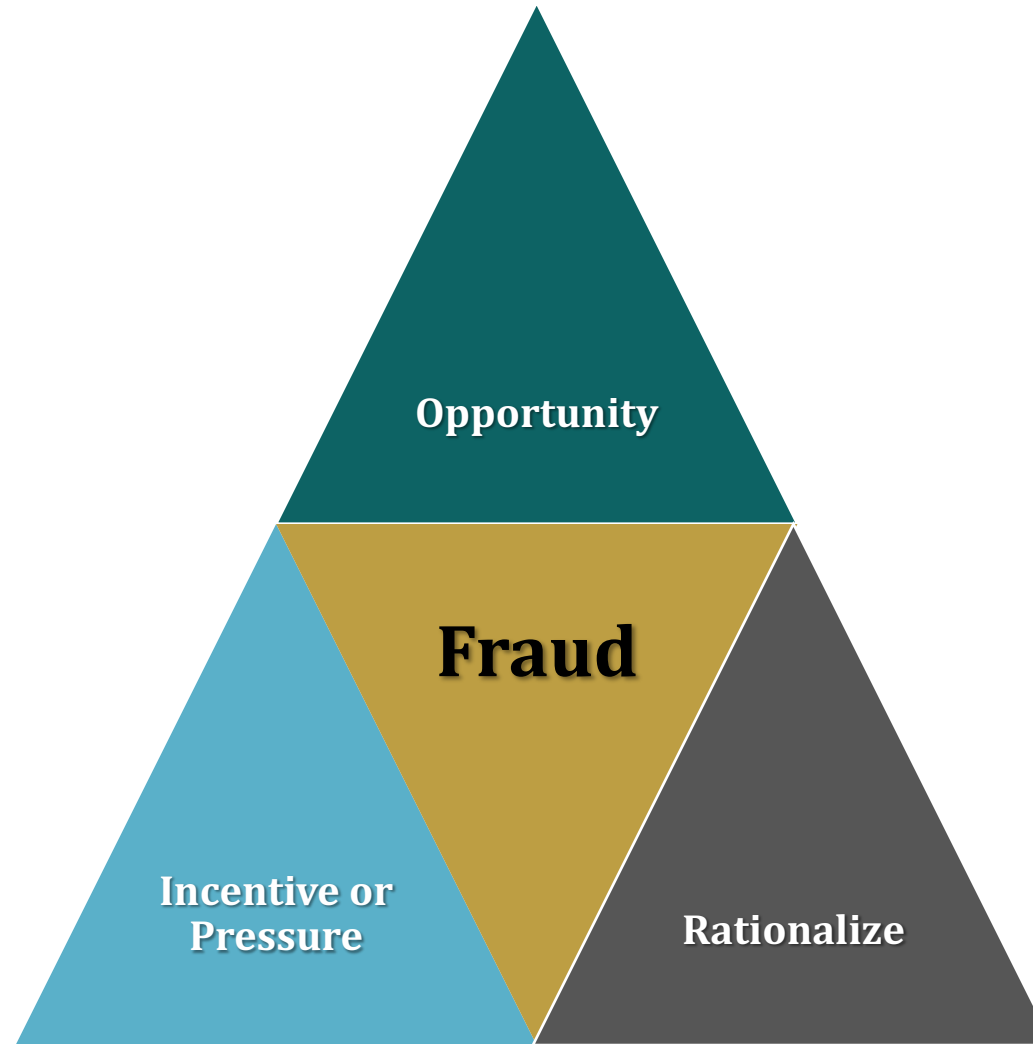 Opportunity
Fraud
Incentive or
Pressure
Rationalize